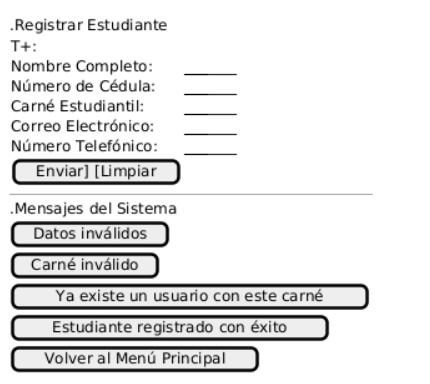 .Registrar Estudiante
T+:
Nombre Completo: ______
Número de Cédula: ______
Carné Estudiantil: ______
Correo Electrónico: ______
Número Telefónico: ______
Enviar] [Limpiar
.Mensajes del Sistema
Datos inválidos
Carné inválido
Ya existe un usuario con este carné
Estudiante registrado con éxito
Volver al Menú Principal